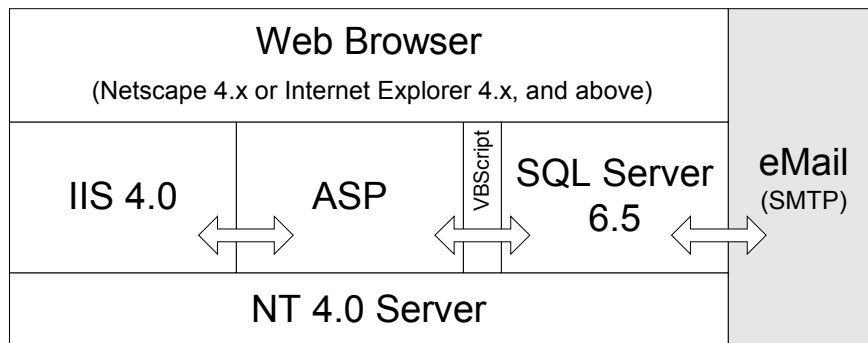 Web Browser
(Netscape 4.x or Internet Explorer 4.x, and above)
IIS 4.0
ASP
VBScript
SQL Server
6.5
eMail
(SMTP)
NT 4.0 Server